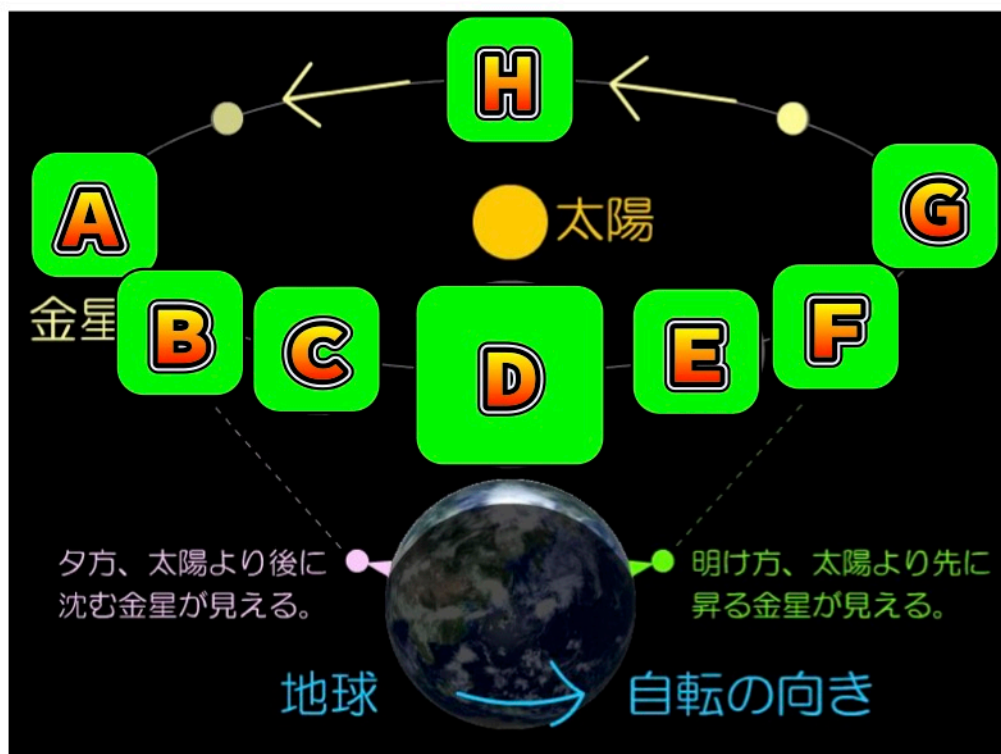 H
A
G
太陽
金星
B
C
D
E
F
夕方、太陽より後に
沈む金星が見える。
明け方、太陽より先に
昇る金星が見える。
地球
自転の向き